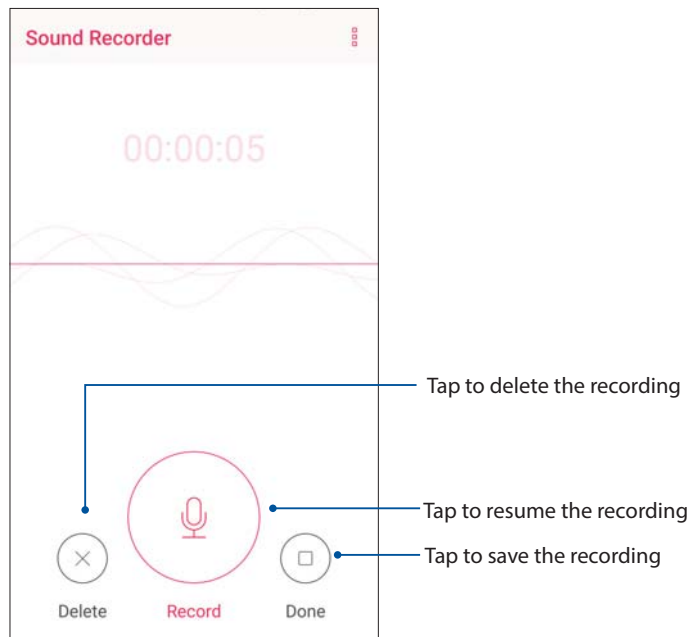 Sound Recorder
00:00:05
Tap to delete the recording
Tap to resume the recording
Tap to save the recording
Delete Record Done